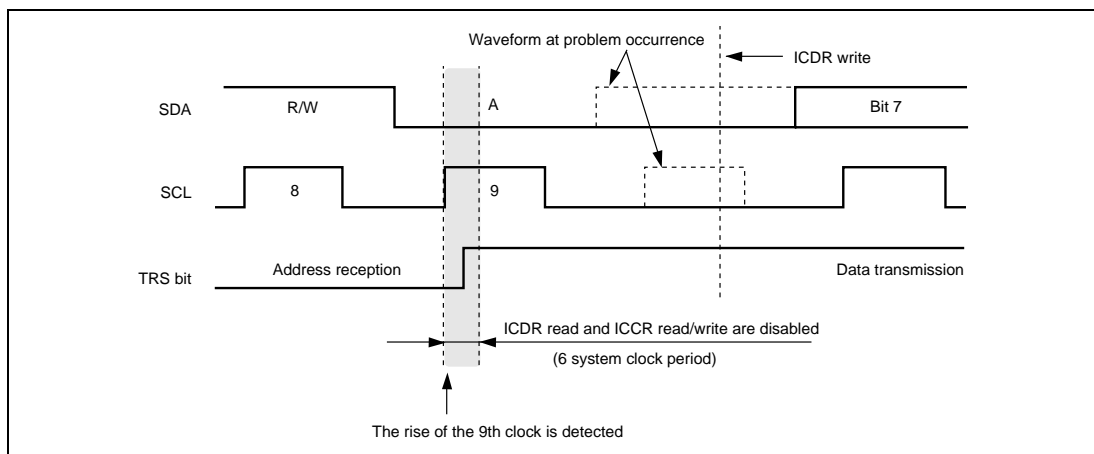 Waveform at problem occurrence
ICDR write
SDA
R/W
A
Bit 7
SCL
8
9
TRS bit
Address reception
Data transmission
ICDR read and ICCR read/write are disabled
(6 system clock period)
The rise of the 9th clock is detected